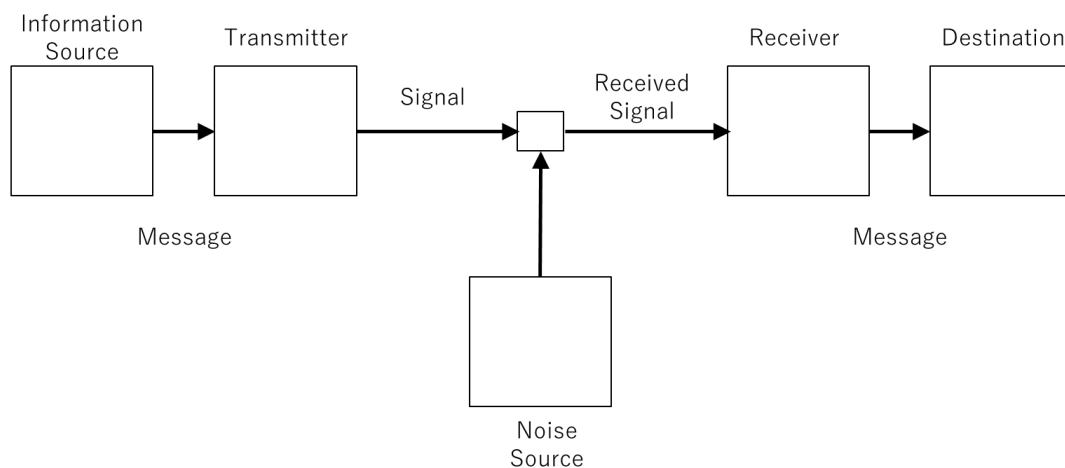 Information
Source
Transmitter
Signal
Received
Signal
Receiver
Destination
Message
Message
Noise
Source